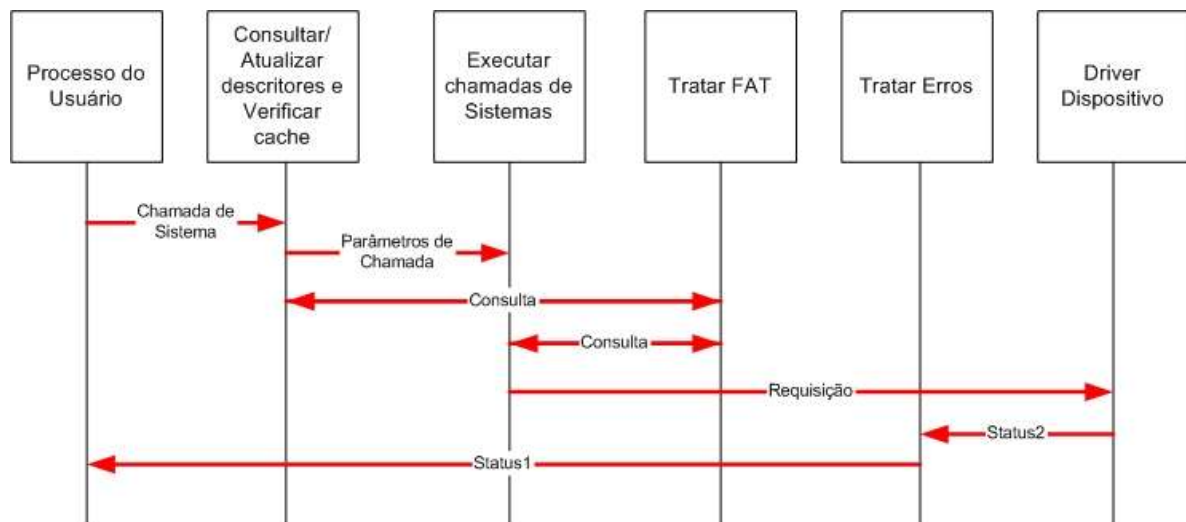 Processo do
Usuário
Consultar/
Atualizar
descritores e
Verificar
cache
Executar
chamadas de
Sistemas
Tratar FAT
Tratar Erros
Driver
Dispositivo
Chamada de
Sistema
Parâmetros de
Chamada
Consulta
Consulta
Requisição
Status2
Status1